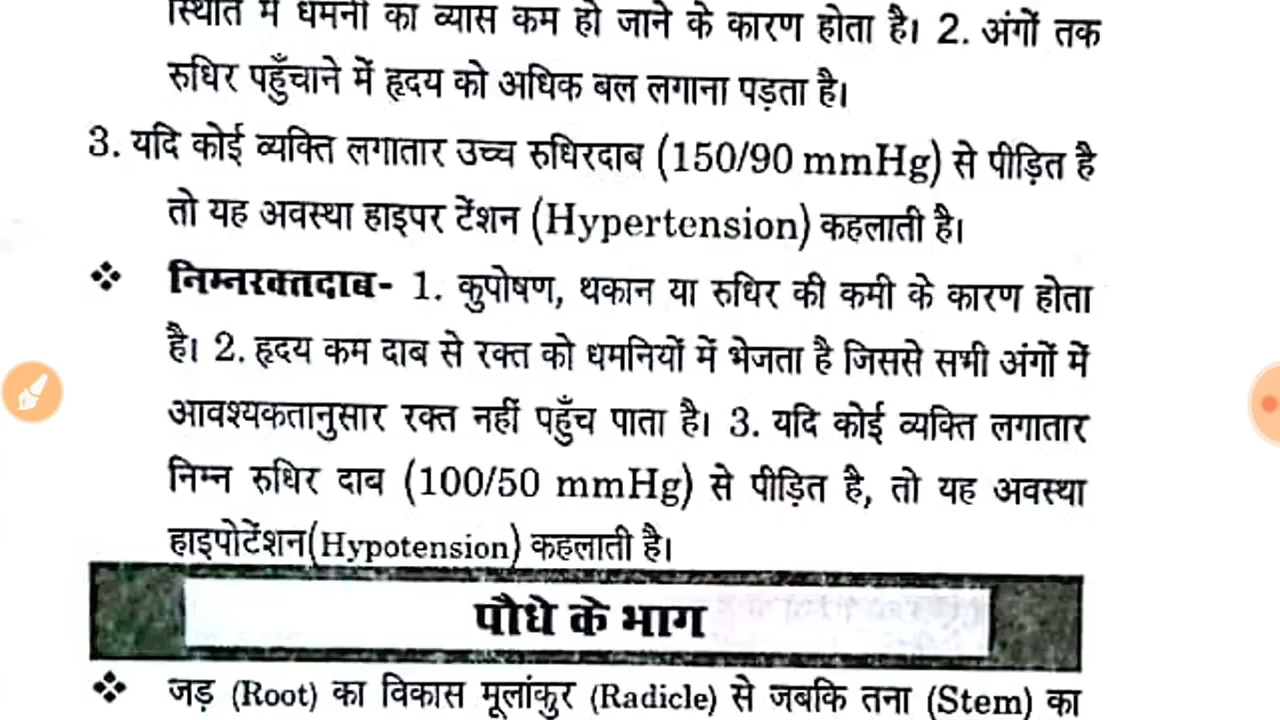 स्थिति में धमनी का व्यास कम हो जाने के कारण होता है। 2. अंगों तक
रुधिर पहुँचाने में हृदय को अधिक बल लगाना पड़ता है।
3. यदि कोई व्यक्ति लगातार उच्च रुधिरदाब (150/90 mmHg) से पीड़ित है
तो यह अवस्था हाइपर टेंशन (Hypertension) कहलाती है।
❖ निम्नरक्तदाब- 1. कुपोषण, थकान या रुधिर की कमी के कारण होता
है। 2. हृदय कम दाब से रक्त को धमनियों में भेजता है जिससे सभी अंगों में
आवश्यकतानुसार रक्त नहीं पहुँच पाता है। 3. यदि कोई व्यक्ति लगातार
निम्न रुधिर दाब (100/50 mmHg) से पीड़ित है, तो यह अवस्था
हाइपोटेंशन(Hypotension) कहलाती है।
पौधे के भाग
❖ जड़ (Root) का विकास मूलांकुर (Radicle) से जबकि तना (Stem) का